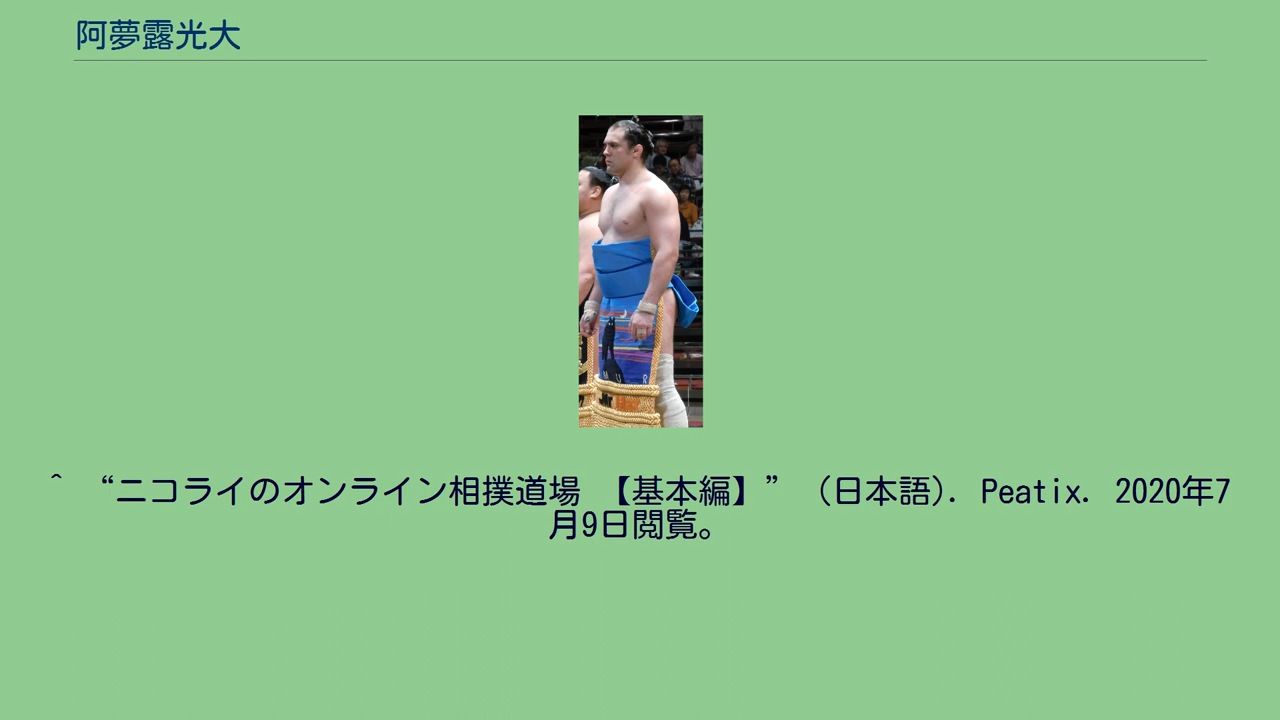 阿夢露光大
^ “ニコライのオンライン相撲道場 【基本編】” (日本語). Peatix. 2020年7
月9日閲覧。